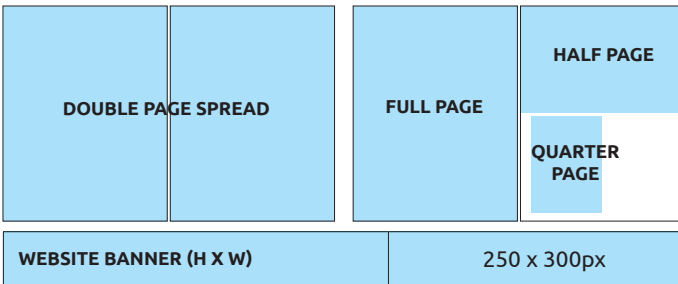 DOUBLE PAGE SPREAD
FULL PAGE
HALF PAGE
QUARTER
PAGE
WEBSITE BANNER (H X W)
250 x 300px